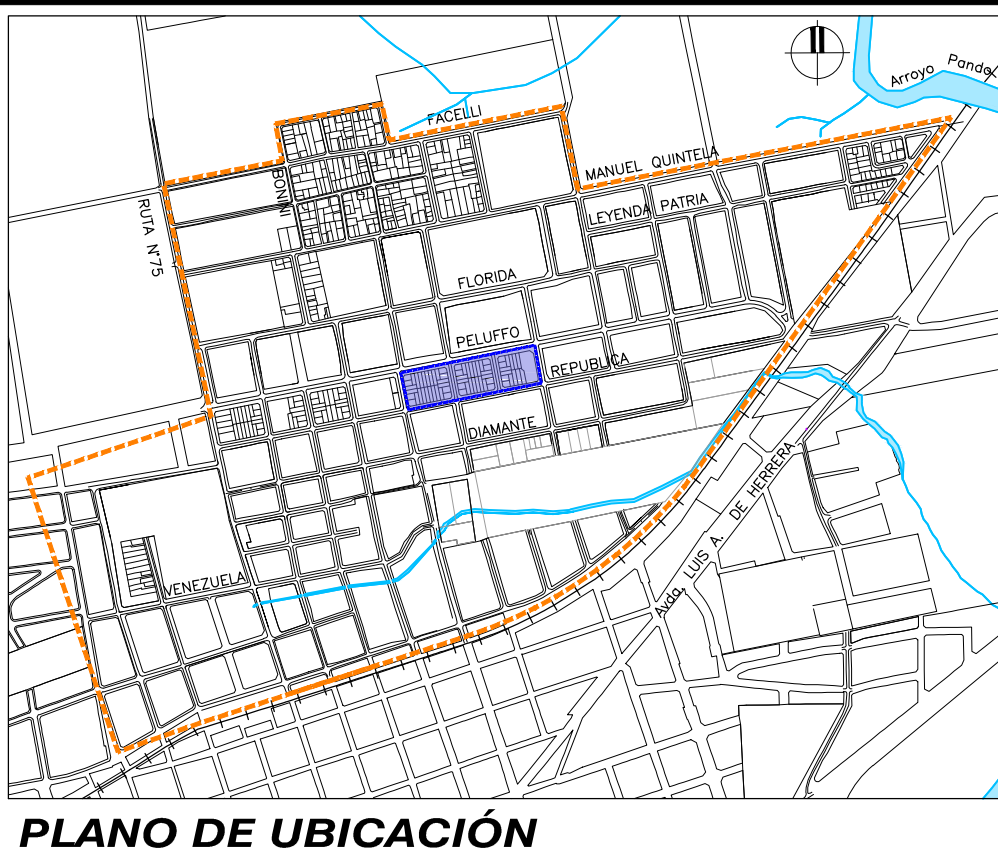 Arroyo Pando
FACELLI
MANUEL QUINTELA
BONINI
RUTA N°75
LEYENDA PATRIA
FLORIDA
PELUFFO
REPUBLICA
DIAMANTE
VENEZUELA
Avda. LUIS A. DE HERRERA
PLANO DE UBICACIÓN